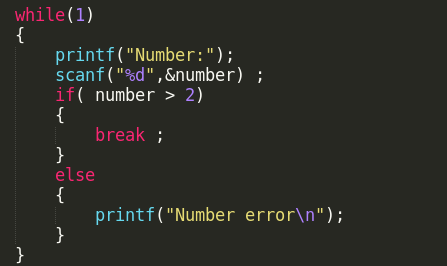 while(1)
{
    printf("Number:");
    scanf("%d",&number) ;
    if( number > 2)
    {
        break ;
    }
    else
    {
        printf("Number error\n");
    }
}